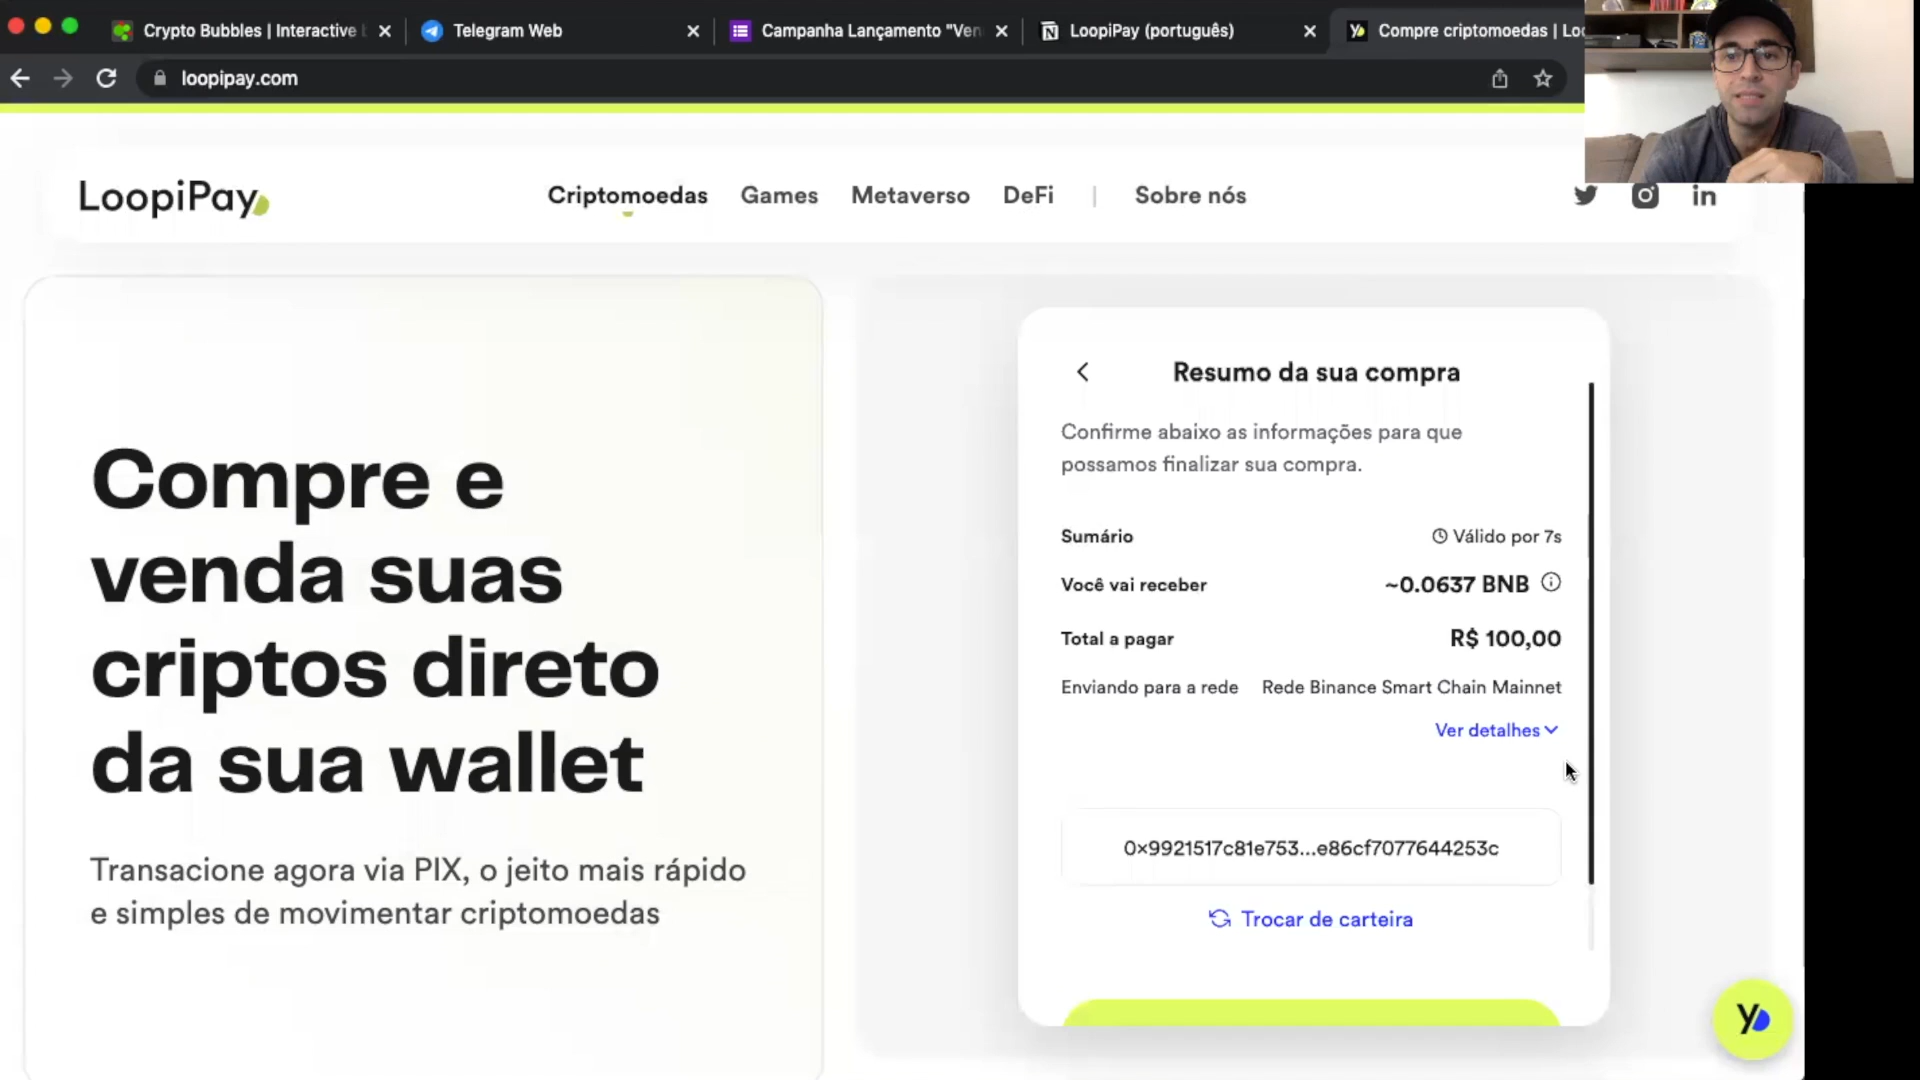 Crypto Bubbles | Interactive b
Telegram Web
Campanha Lançamento "Ven
LoopiPay (português)
Compre criptomoedas | Loo
loopipay.com
LoopiPay
Criptomoedas
Games
Metaverso
DeFi
|
Sobre nós
Compre e
venda suas
criptos direto
da sua wallet
Transacione agora via PIX, o jeito mais rápido
e simples de movimentar criptomoedas
Resumo da sua compra
Confirme abaixo as informações para que
possamos finalizar sua compra.
Sumário
Válido por 7s
Você vai receber
~0.0637 BNB
Total a pagar
R$ 100,00
Enviando para a rede
Rede Binance Smart Chain Mainnet
Ver detalhes
0x9921517c81e753...e86cf7077644253c
Trocar de carteira